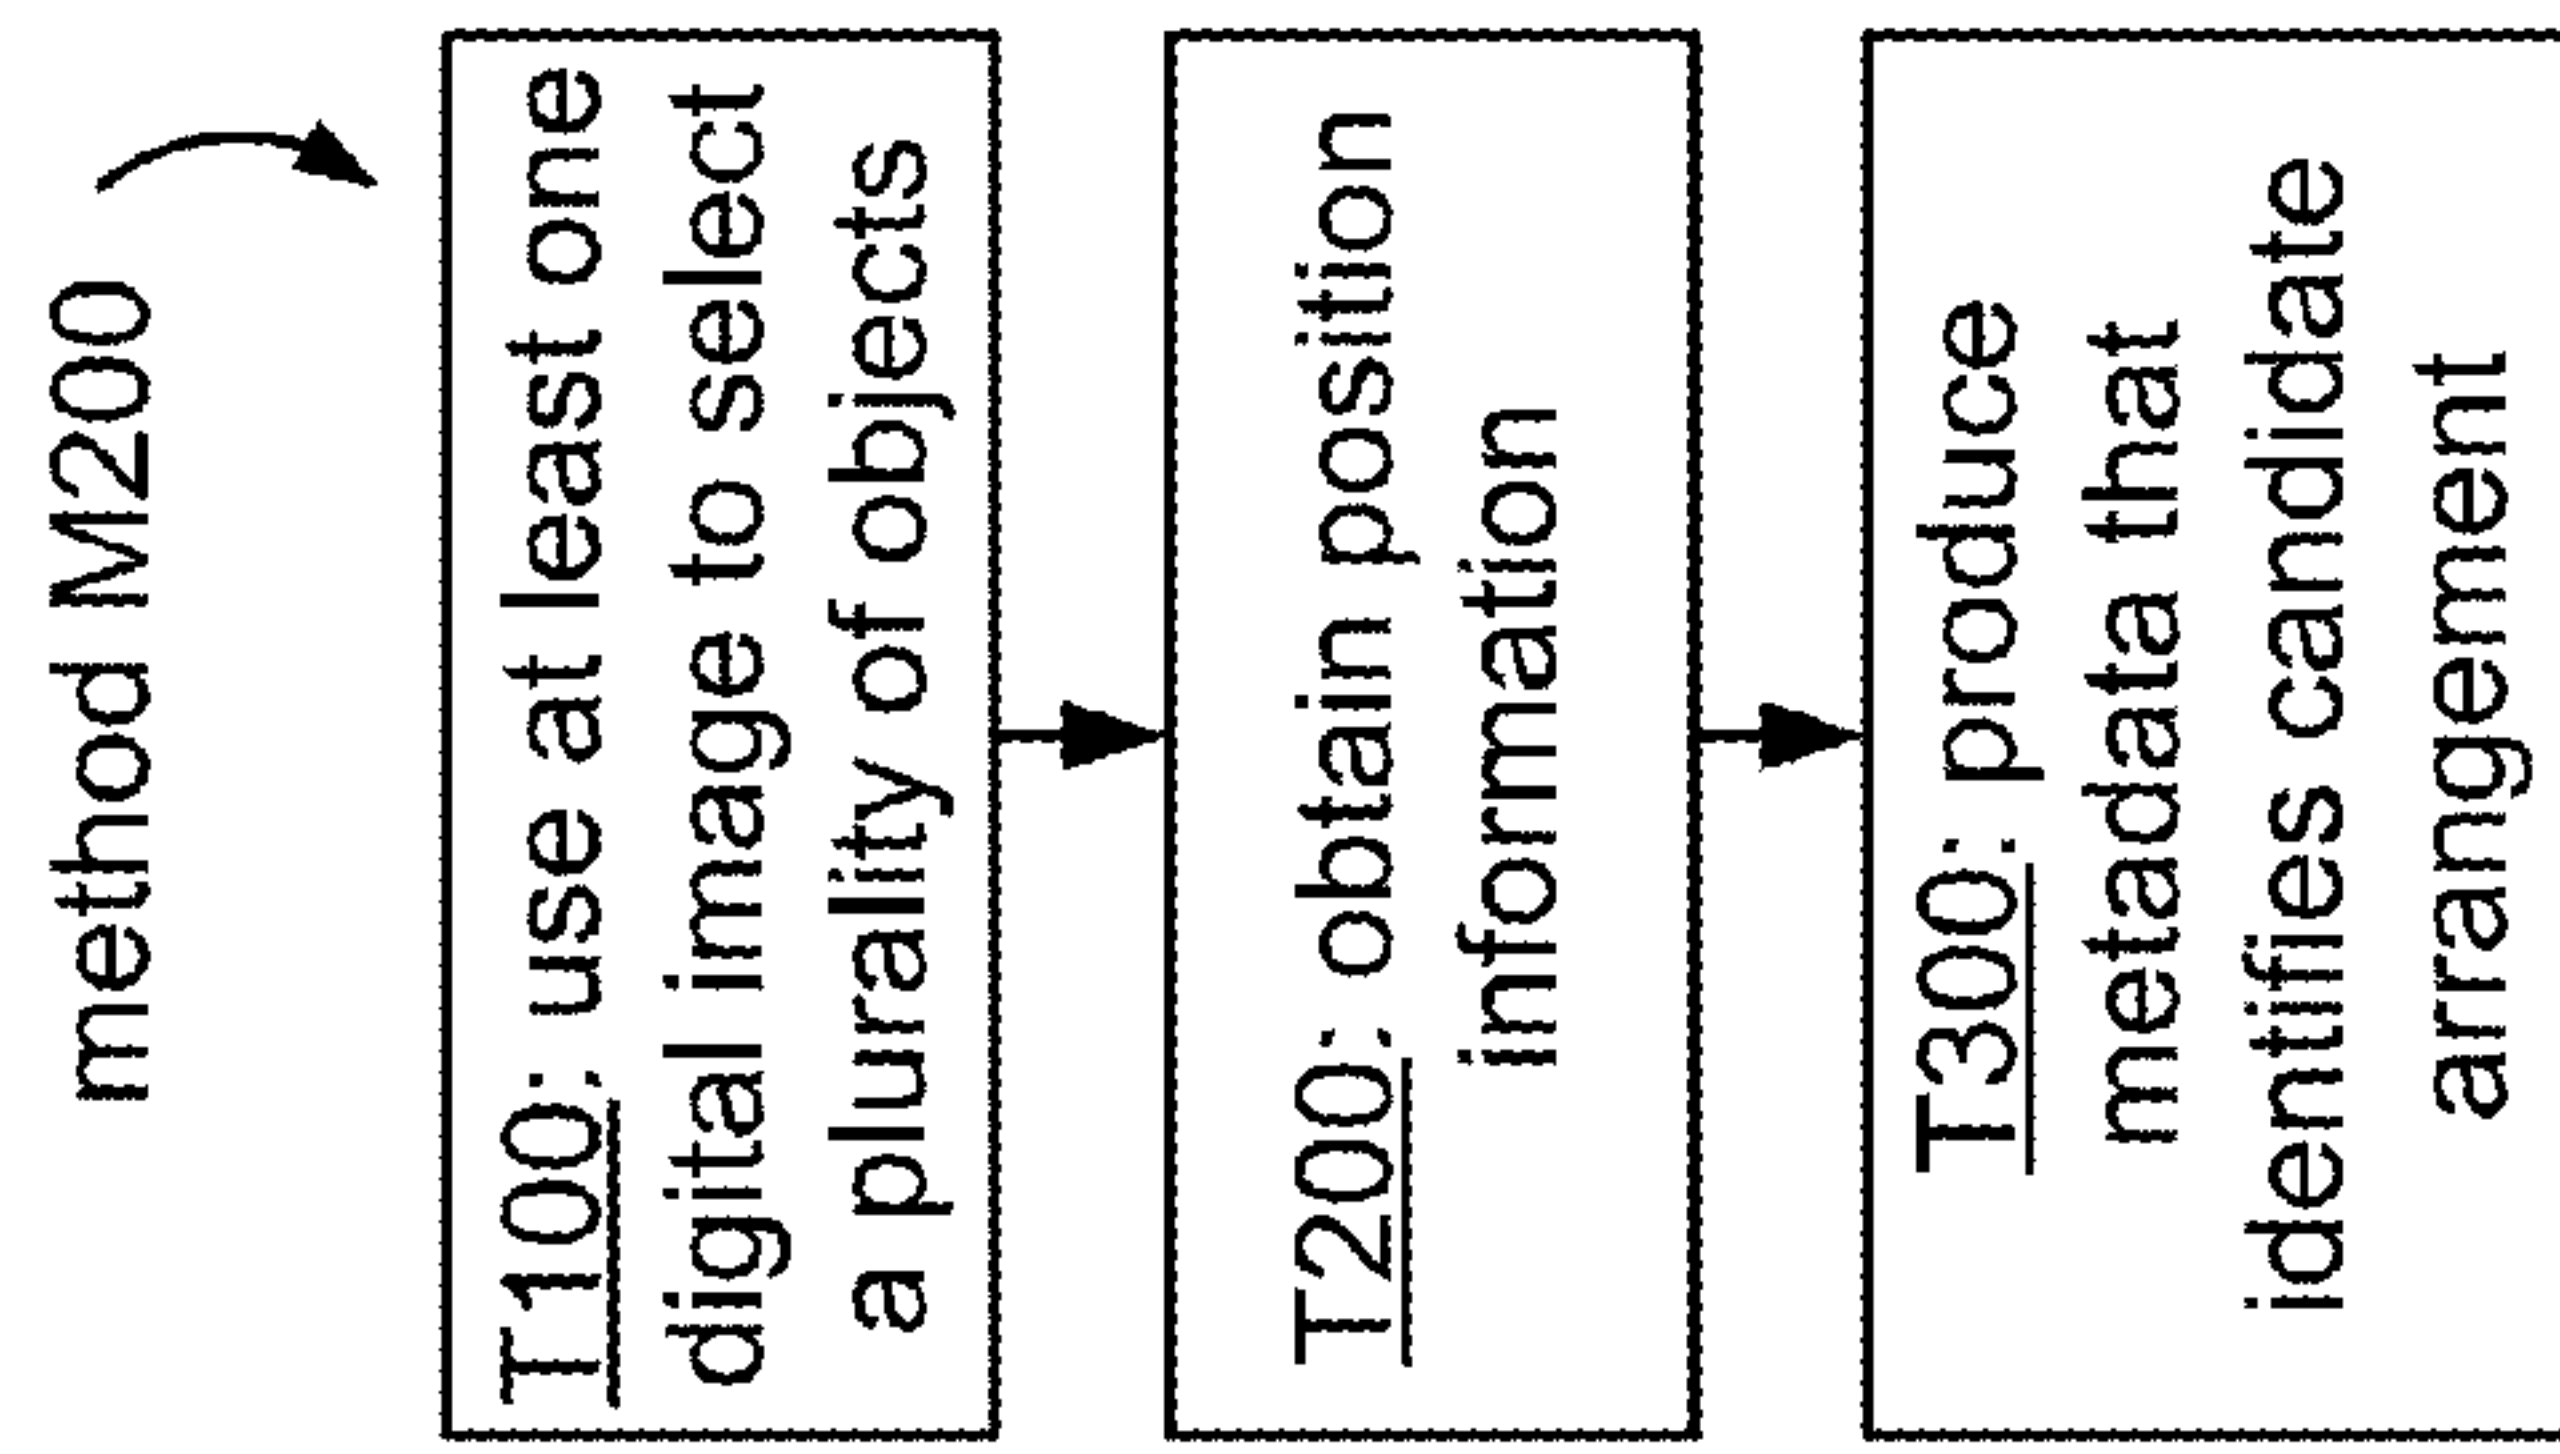 method M200
T100: use at least one
digital image to select
a plurality of objects
T200: obtain position
information
T300: produce
metadata that
identifies candidate
arrangement